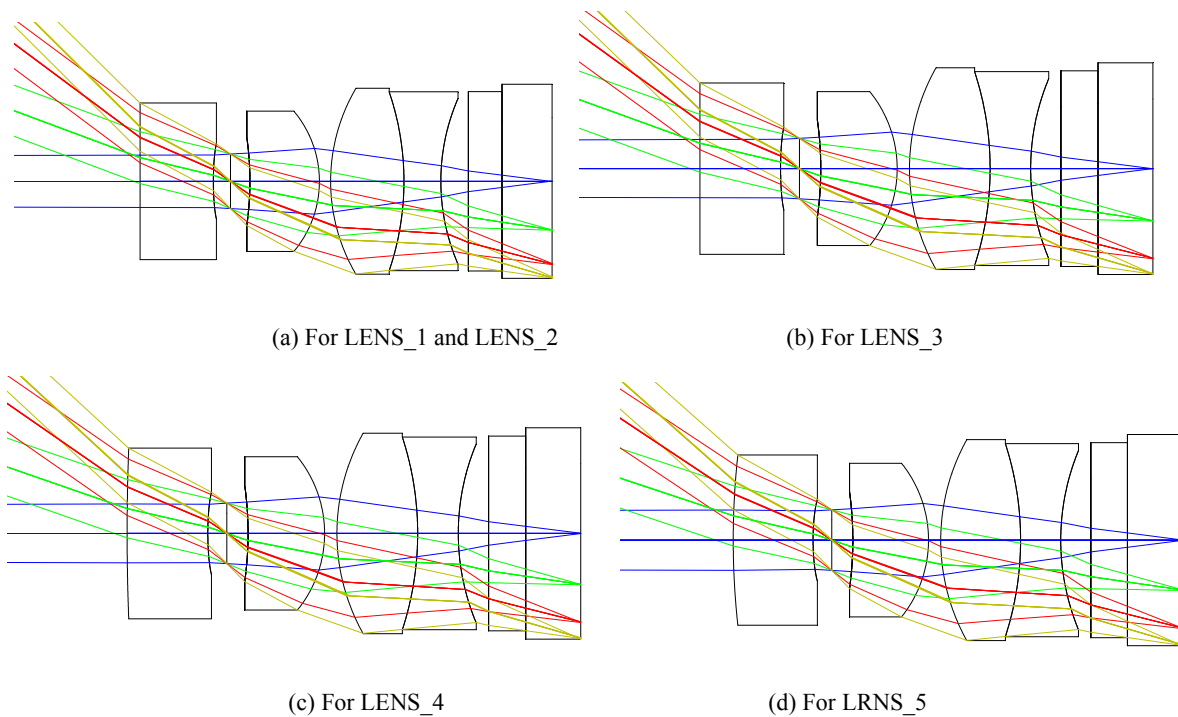 (a) For LENS_1 and LENS_2
(b) For LENS_3
(c) For LENS_4
(d) For LRNS_5